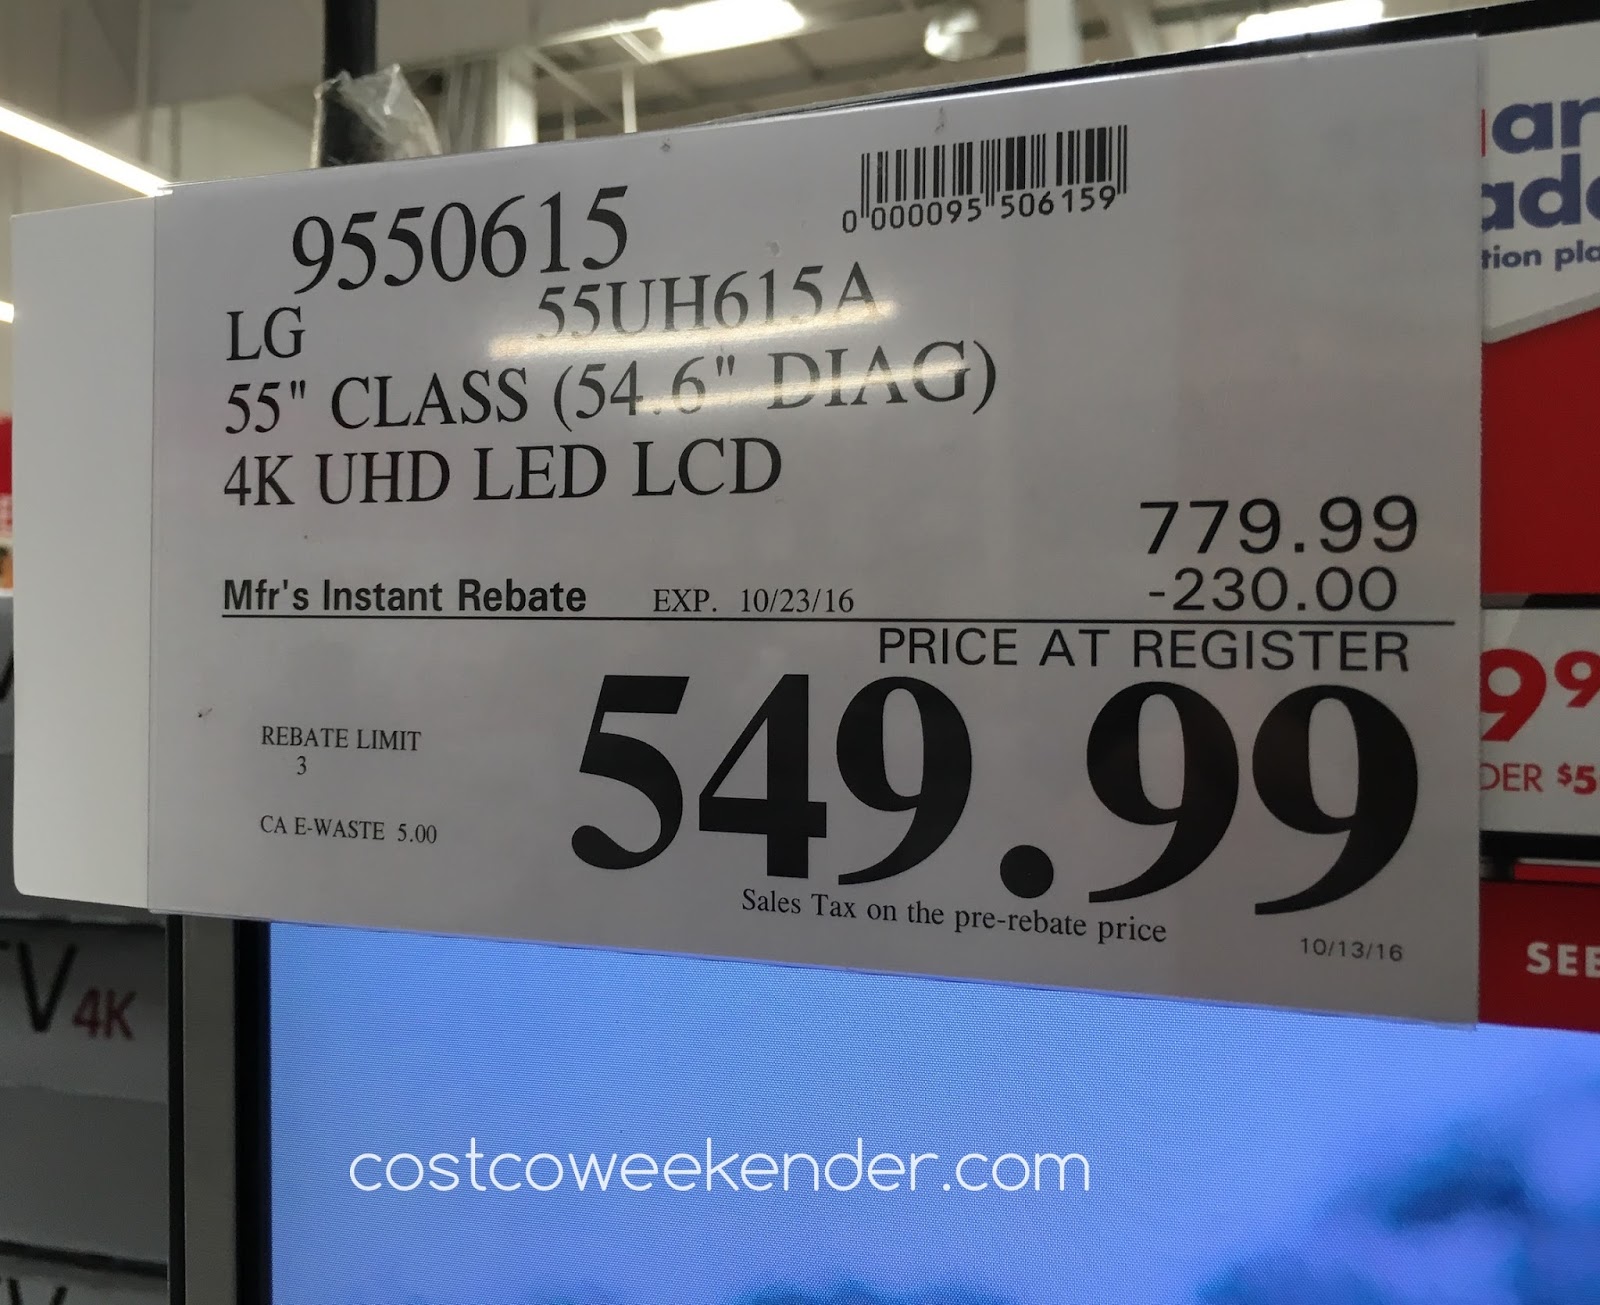 9550615
0 000095 506159
LG 55UH615A
55" CLASS (54.6" DIAG)
4K UHD LED LCD
779.99
Mfr's Instant Rebate EXP. 10/23/16 -230.00
PRICE AT REGISTER
549.99
REBATE LIMIT
3
CA E-WASTE 5.00
Sales Tax on the pre-rebate price
10/13/16
4K
SEE
costcoweekender.com